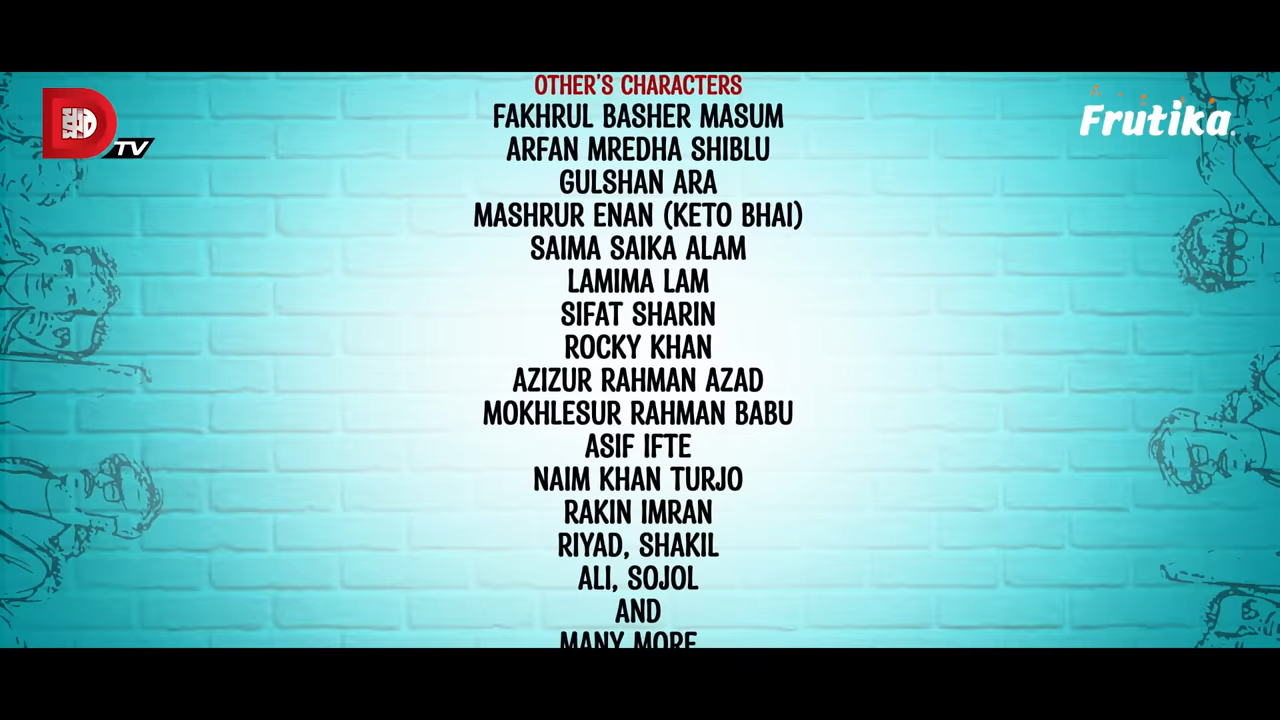 OTHER'S CHARACTERS
FAKHRUL BASHER MASUM
ARFAN MREDHA SHIBLU
GULSHAN ARA
MASHRUR ENAN (KETO BHAI)
SAIMA SAIKA ALAM
LAMIMA LAM
SIFAT SHARIN
ROCKY KHAN
AZIZUR RAHMAN AZAD
MOKHLESUR RAHMAN BABU
ASIF IFTE
NAIM KHAN TURJO
RAKIN IMRAN
RIYAD, SHAKIL
ALI, SOJOL
AND
MANY MORE
TV
Frutika.